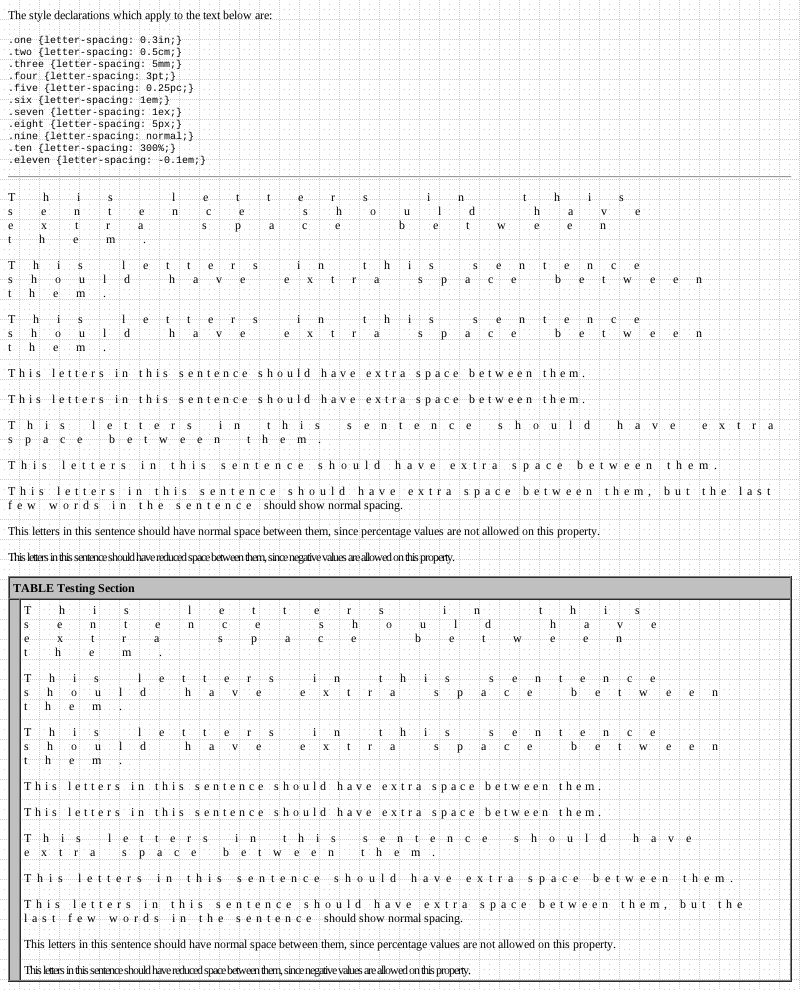 The style declarations which apply to the text below are:
.one {letter-spacing: 0.3in;}
.two {letter-spacing: 0.5cm;}
.three {letter-spacing: 5mm;}
.four {letter-spacing: 3pt;}
.five {letter-spacing: 0.25pc;}
.six {letter-spacing: 1em;}
.seven {letter-spacing: 1ex;}
.eight {letter-spacing: 5px;}
.nine {letter-spacing: normal;}
.ten {letter-spacing: 300%;}
.eleven {letter-spacing: -0.1em;}
This letters in this
sentence should have
extra space between
them.
This letters in this sentence
should have extra space between
them.
This letters in this sentence
should have extra space between
them.
This letters in this sentence should have extra space between them.
This letters in this sentence should have extra space between them.
This letters in this sentence should have extra
space between them.
This letters in this sentence should have extra space between them.
This letters in this sentence should have extra space between them, but the last
few words in the sentence should show normal spacing.
This letters in this sentence should have normal space between them, since percentage values are not allowed on this property.
This letters in this sentence should have reduced space between them, since negative values are allowed on this property.
TABLE Testing Section
This letters in this
sentence should have
extra space between
them.
This letters in this sentence
should have extra space between
them.
This letters in this sentence
should have extra space between
them.
This letters in this sentence should have extra space between them.
This letters in this sentence should have extra space between them.
This letters in this sentence should have
extra space between them.
This letters in this sentence should have extra space between them.
This letters in this sentence should have extra space between them, but the
last few words in the sentence should show normal spacing.
This letters in this sentence should have normal space between them, since percentage values are not allowed on this property.
This letters in this sentence should have reduced space between them, since negative values are allowed on this property.